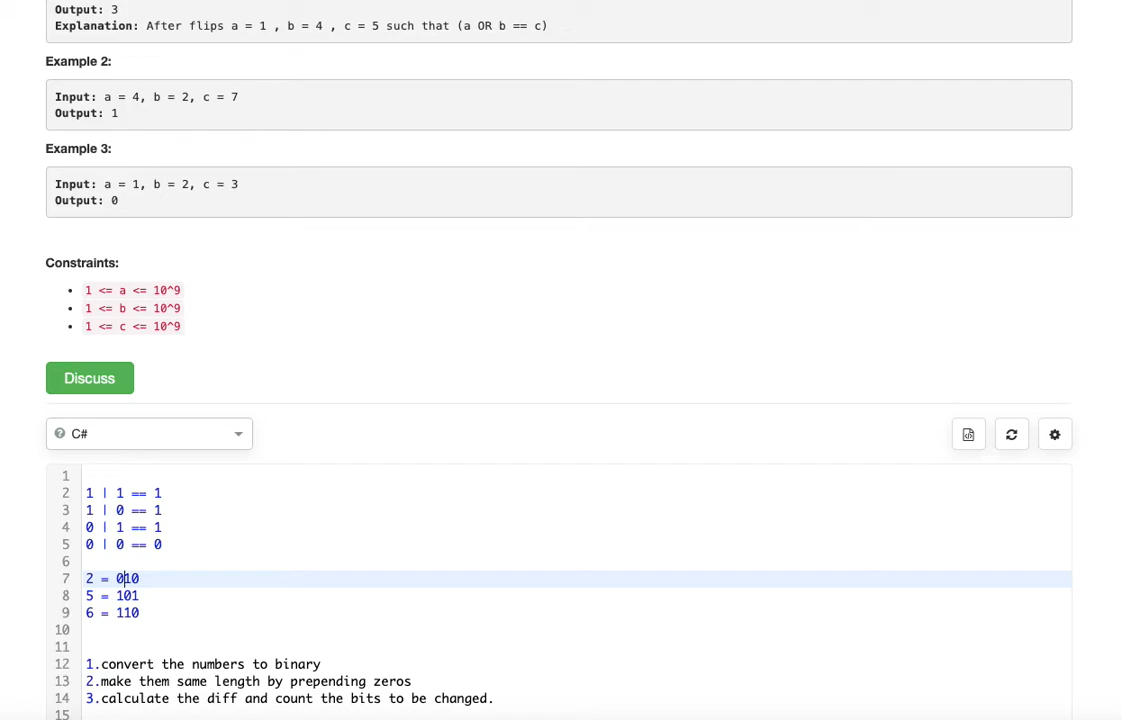 Output: 3
Explanation: After flips a = 1 , b = 4 , c = 5 such that (a OR b == c)
Example 2:
Input: a = 4, b = 2, c = 7
Output: 1
Example 3:
Input: a = 1, b = 2, c = 3
Output: 0
Constraints:
• 1 <= a <= 10^9
• 1 <= b <= 10^9
• 1 <= c <= 10^9
Discuss
? C#
1
2 1 | 1 == 1
3 1 | 0 == 1
4 0 | 1 == 1
5 0 | 0 == 0
6
7 2 = 010
8 5 = 101
9 6 = 110
10
11
12 1.convert the numbers to binary
13 2.make them same length by prepending zeros
14 3.calculate the diff and count the bits to be changed.
15